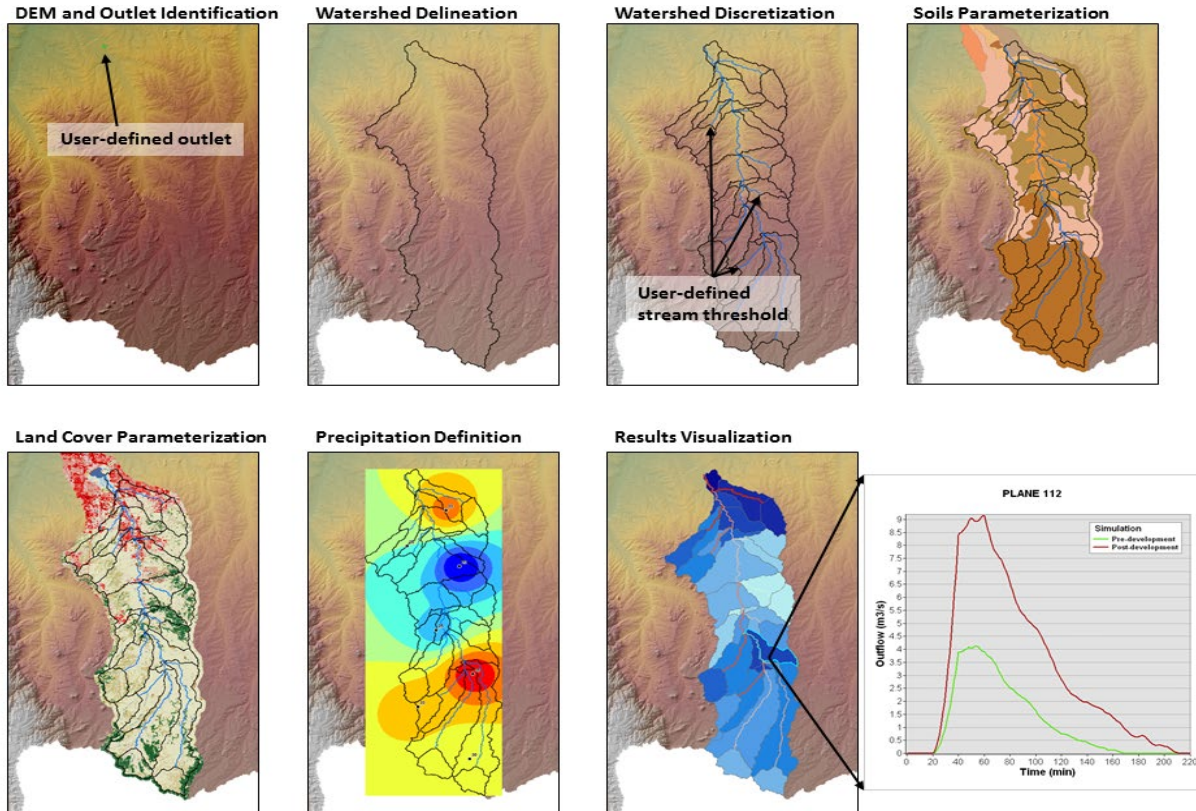 DEM and Outlet Identification
User-defined outlet
Watershed Delineation
Watershed Discretization
User-defined
stream threshold
Soils Parameterization
Land Cover Parameterization
Precipitation Definition
Results Visualization
PLANE 112
Simulation
Pre-development
Post-development
Outflow (m3/s)
9
8.5
8
7.5
7
6.5
6
5.5
5
4.5
4
3.5
3
2.5
2
1.5
1
0.5
0
0 20 40 60 80 100 120 140 160 180 200 220
Time (min)